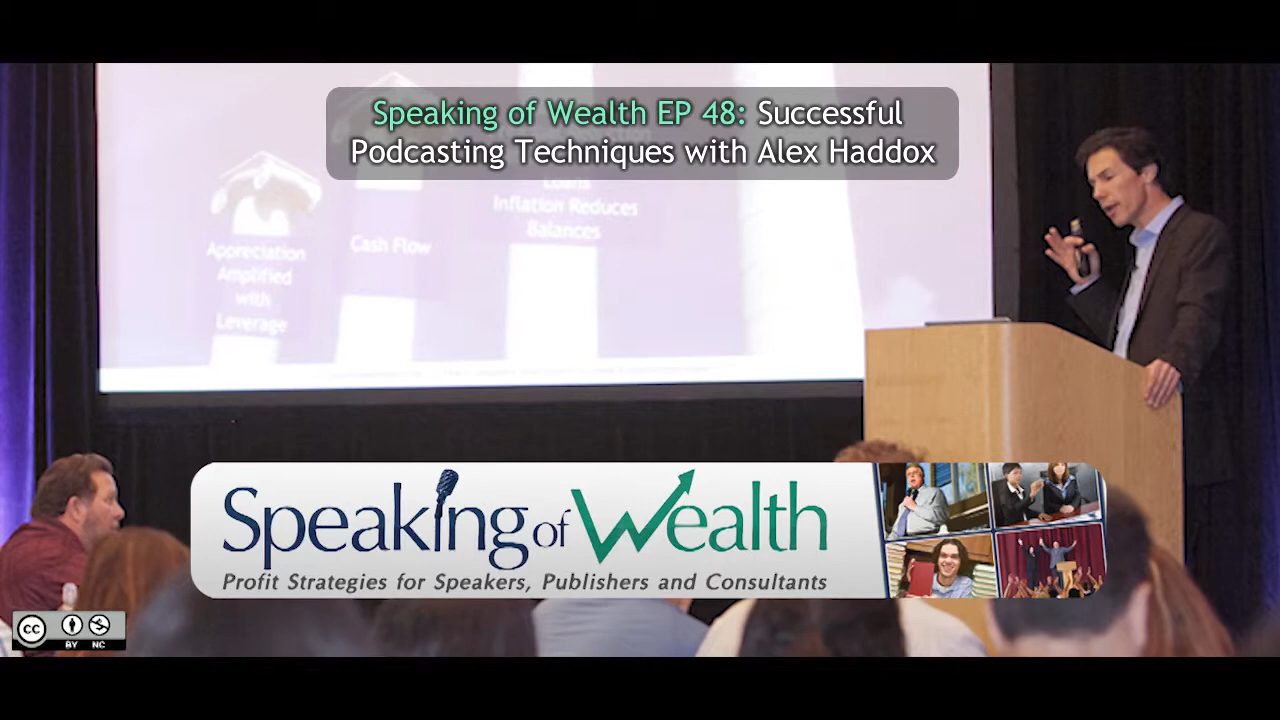 Speaking of Wealth EP 48: Successful
Podcasting Techniques with Alex Haddox
Loans
Inflation Reduces
Balances
Cash Flow
Appreciation
Amplified
with
Leverage
Speaking of Wealth
Profit Strategies for Speakers, Publishers and Consultants
cc
BY NC